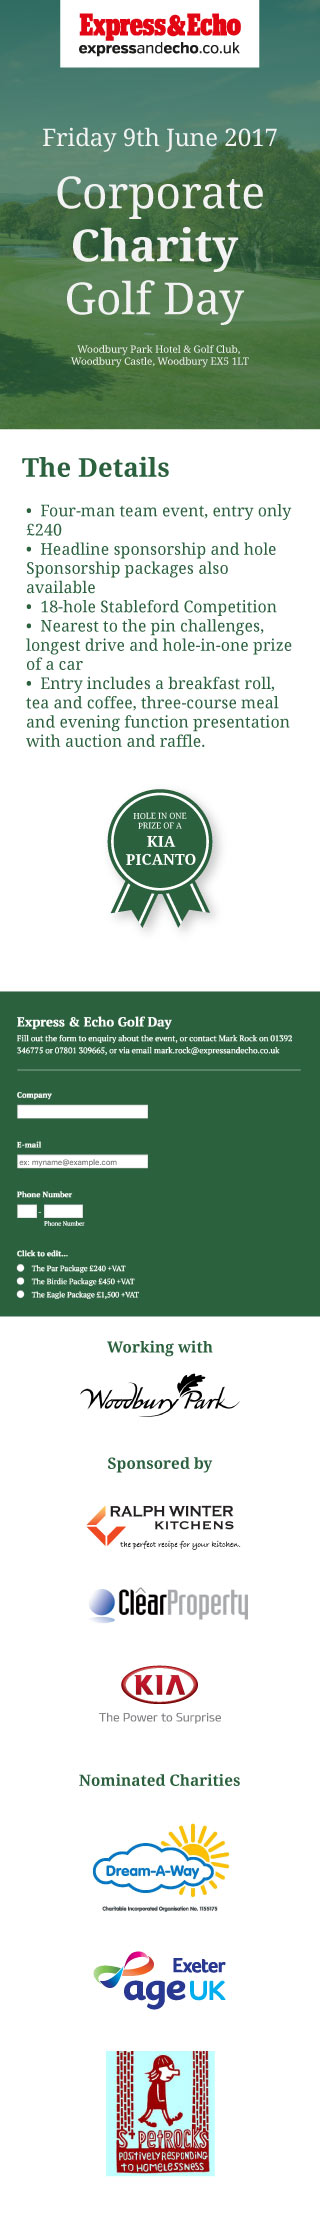 Express&Echo
expressandecho.co.uk
Friday 9th June 2017
Corporate
Charity
Golf Day
Woodbury Park Hotel & Golf Club,
Woodbury Castle, Woodbury EX5 1LT
The Details
• Four-man team event, entry only
£240
• Headline sponsorship and hole
Sponsorship packages also
available
• 18-hole Stableford Competition
• Nearest to the pin challenges,
longest drive and hole-in-one prize
of a car
• Entry includes a breakfast roll,
tea and coffee, three-course meal
and evening function presentation
with auction and raffle.
HOLE IN ONE
PRIZE OF A
KIA
PICANTO
Express & Echo Golf Day
Fill out the form to enquiry about the event, or contact Mark Rock on 01392
346775 or 07801 309665, or via email mark.rock@expressandecho.co.uk
Company
E-mail
ex: myname@example.com
Phone Number
-
Phone Number
Click to edit...
The Par Package £240 +VAT
The Birdie Package £450 +VAT
The Eagle Package £1,500 +VAT
Working with
Woodbury Park
Sponsored by
RALPH WINTER
KITCHENS
the perfect recipe for your kitchen.
ClearProperty
KIA
The Power to Surprise
Nominated Charities
Dream-A-Way
Charitable Incorporated Organisation No. 1155175
Exeter
age UK
St PETROCKS
POSITIVELY RESPONDING
TO HOMELESSNESS